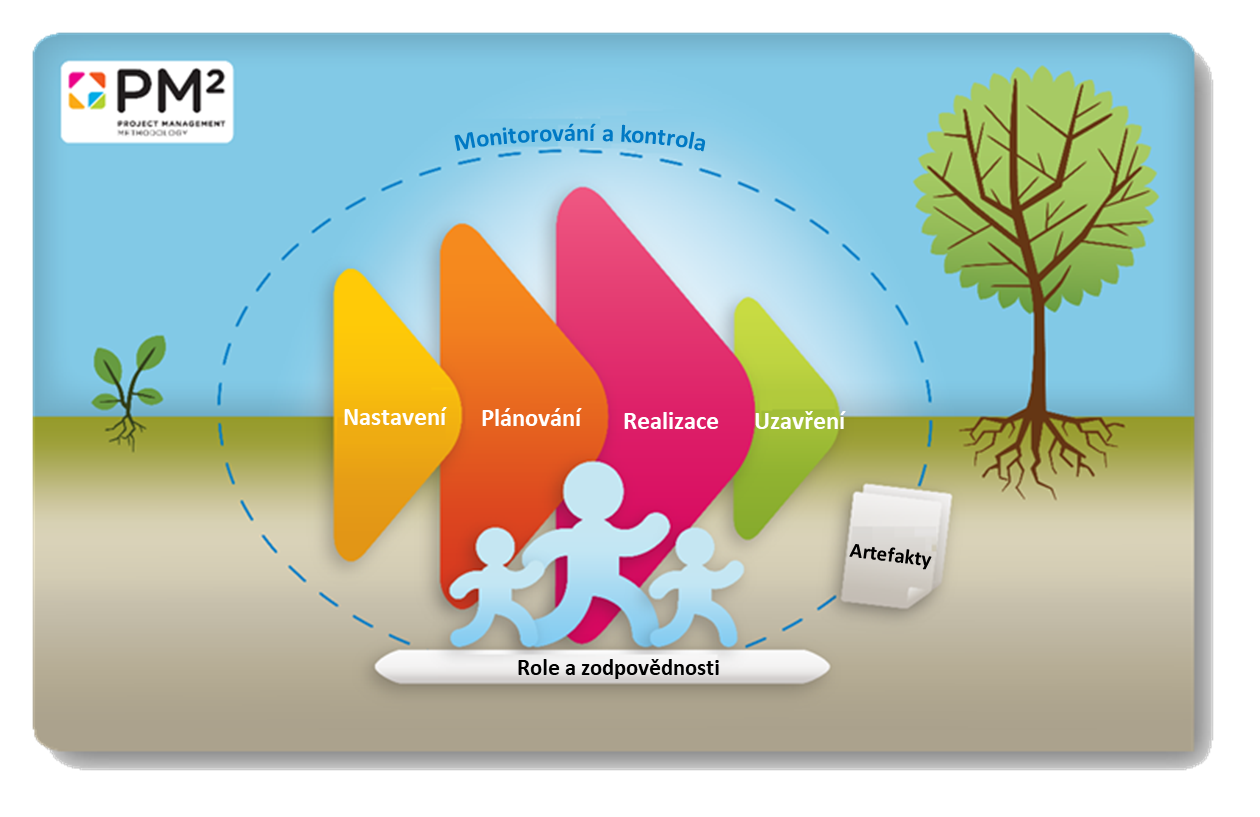 PM²
PROJECT MANAGEMENT
METHODOLOGY
Monitorování a kontrola
Nastavení
Plánování
Realizace
Uzavření
Artefakty
Role a zodpovědnosti